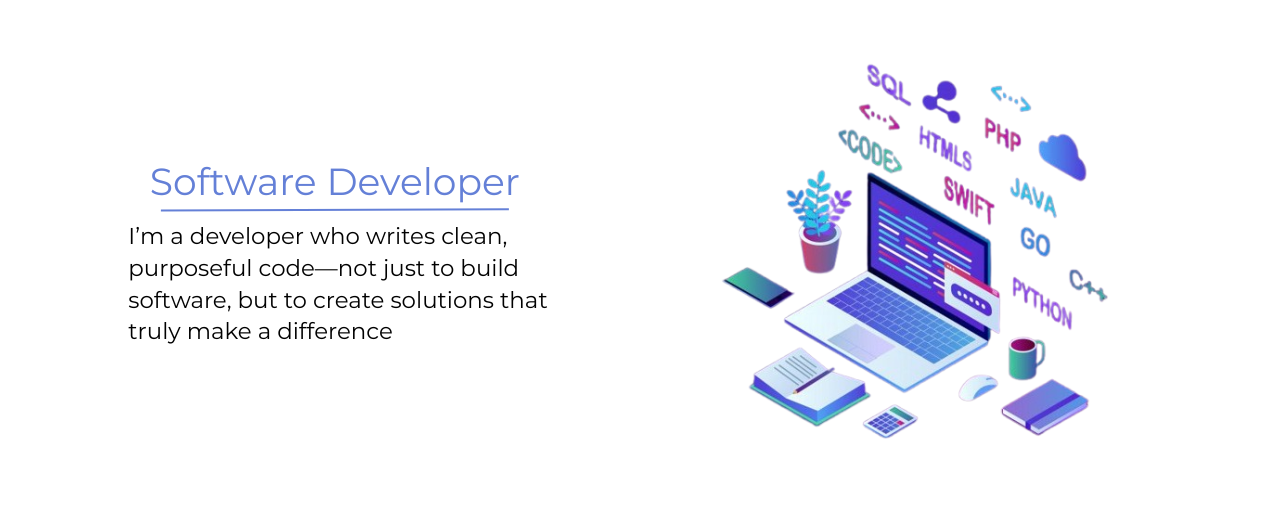 Software Developer
I’m a developer who writes clean,
purposeful code—not just to build
software, but to create solutions that
truly make a difference
SQL
<···>
<···>
PHP
HTMLS
<CODE>
SWIFT
JAVA
GO
C++
PYTHON